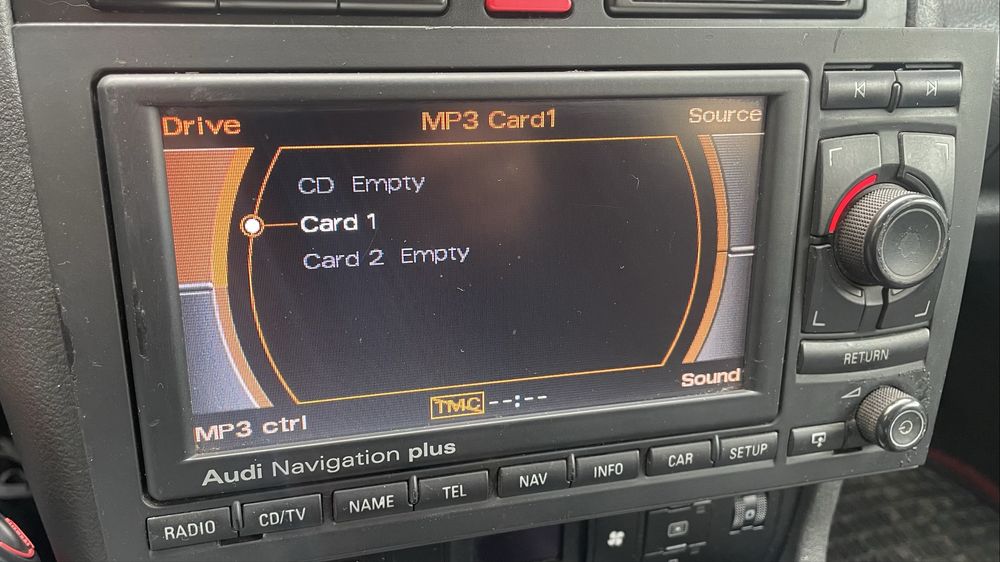 Drive MP3 Card1 Source
CD Empty
Card 1
Card 2 Empty
Sound
TMC --:--
MP3 ctrl
Audi Navigation plus
RETURN
RADIO CD/TV NAME TEL NAV INFO CAR SETUP